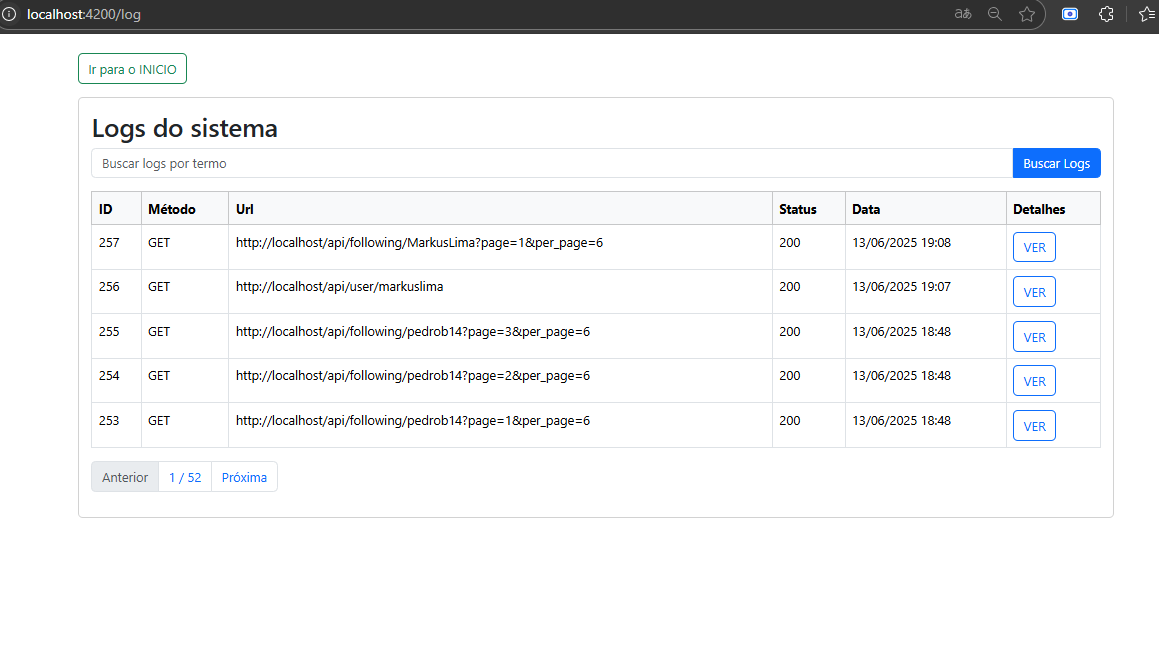 localhost:4200/log
Ir para o INICIO
Logs do sistema
Buscar logs por termo Buscar Logs
ID Método Url Status Data Detalhes
257 GET http://localhost/api/following/MarkusLima?page=1&per_page=6 200 13/06/2025 19:08 VER
256 GET http://localhost/api/user/markuslima 200 13/06/2025 19:07 VER
255 GET http://localhost/api/following/pedrob14?page=3&per_page=6 200 13/06/2025 18:48 VER
254 GET http://localhost/api/following/pedrob14?page=2&per_page=6 200 13/06/2025 18:48 VER
253 GET http://localhost/api/following/pedrob14?page=1&per_page=6 200 13/06/2025 18:48 VER
Anterior 1 / 52 Próxima